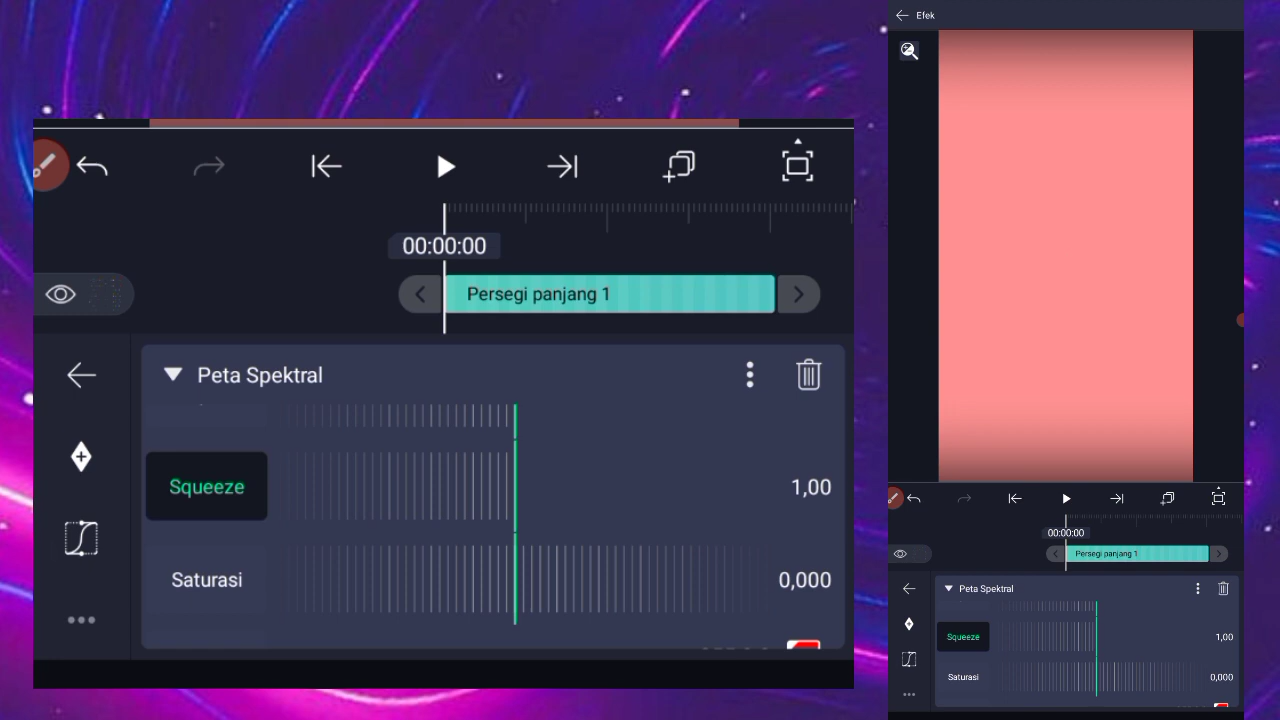 00:00:00
Persegi panjang 1
Peta Spektral
Squeeze 1,00
Saturasi 0,000
Efek
00:00:00
Persegi panjang 1
Peta Spektral
Squeeze 1,00
Saturasi 0,000